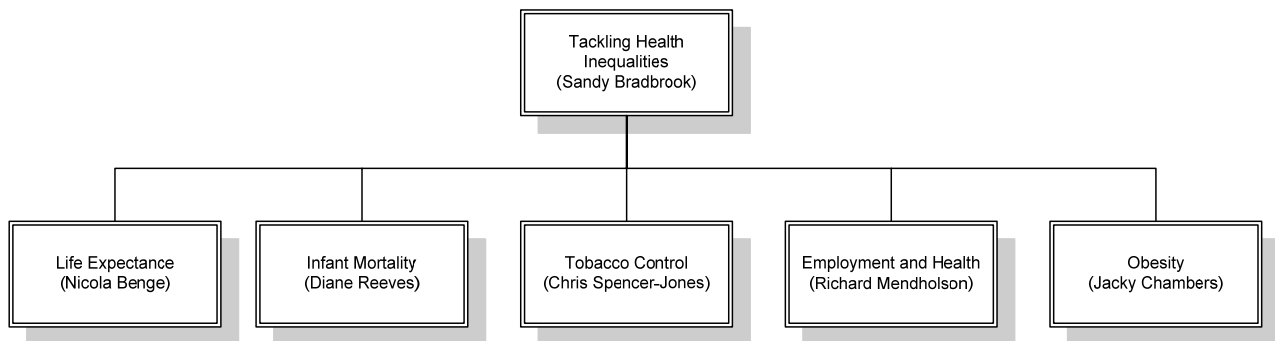 Tackling Health
Inequalities
(Sandy Bradbrook)
Life Expectance
(Nicola Benge)
Infant Mortality
(Diane Reeves)
Tobacco Control
(Chris Spencer-Jones)
Employment and Health
(Richard Mendholson)
Obesity
(Jacky Chambers)